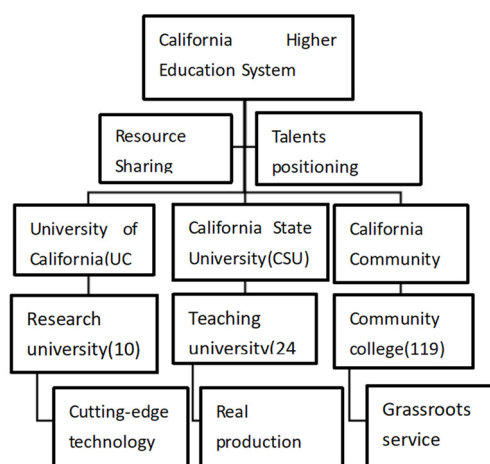 California Higher
Education System
Resource
Sharing
Talents
positioning
University of
California(UC
California State
University(CSU)
California
Community
Research
university(10)
Teaching
university(24
Community
college(119)
Cutting-edge
technology
Real
production
Grassroots
service